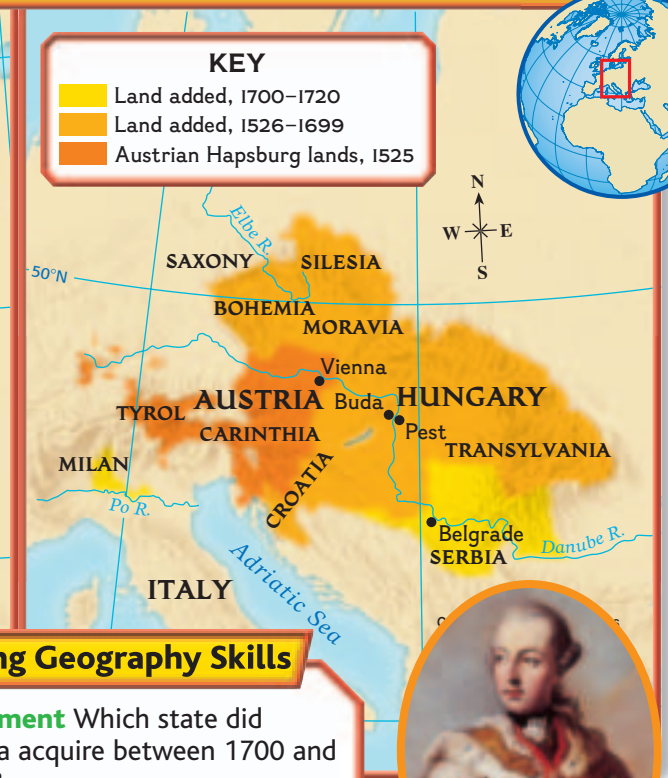 KEY
Land added, 1700–1720
Land added, 1526–1699
Austrian Hapsburg lands, 1525
N
W E
S
Elbe R.
SAXONY
SILESIA
50°N
BOHEMIA
MORAVIA
Vienna
AUSTRIA
Buda
HUNGARY
TYROL
Pest
CARINTHIA
TRANSYLVANIA
MILAN
CROATIA
Po R.
Belgrade
Danube R.
SERBIA
Adriatic Sea
ITALY
ng Geography Skills
ment Which state did
a acquire between 1700 and